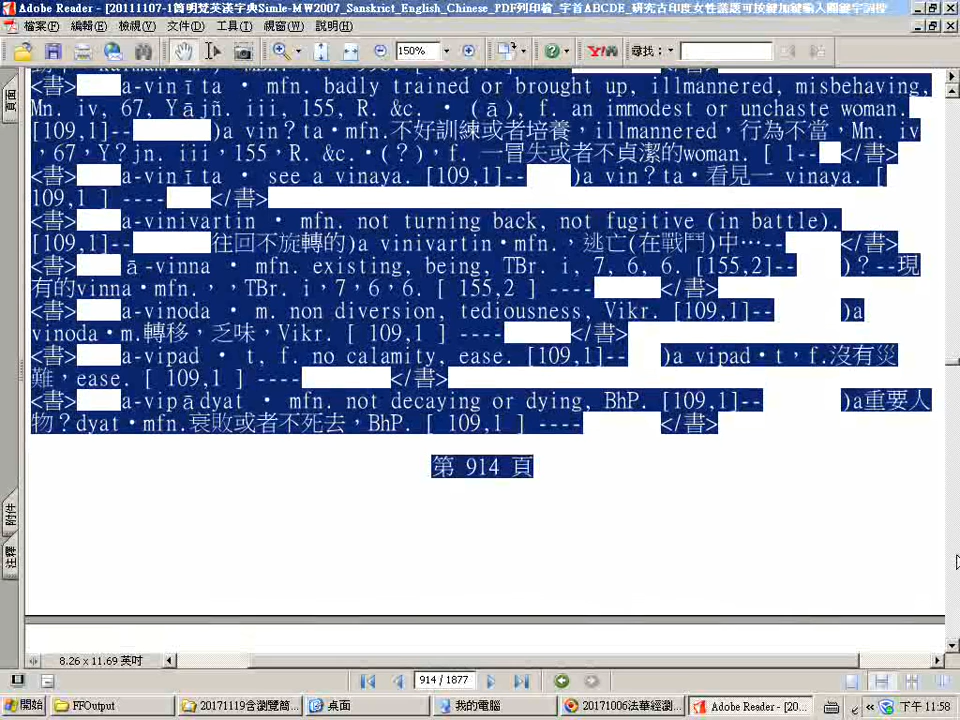 Adobe Reader - [20111107-1簡明梵英漢字典Simle-MW2007_Sanskrict_English_Chinese_PDF列印檔_字首ABCDE_研究古印度女性議題可按鍵加鍵輸入關鍵字詞搜
檔案(F) 編輯(E) 檢視(V) 文件(D) 工具(T) 視窗(W) 說明(H)
150% Y! 尋找：
頁面
<書> a-vinīta • mfn. badly trained or brought up, illmannered, misbehaving,
Mn. iv, 67, Yājñ. iii, 155, R. &c. • (ā), f. an immodest or unchaste woman.
[109,1]-- )a vin？ta•mfn.不好訓練或者培養，illmannered，行為不當，Mn. iv
，67，Y？jn. iii，155，R. &c.•(？)，f. 一冒失或者不貞潔的woman. [ 1-- </書>
<書> a-vinīta • see a vinaya. [109,1]-- )a vin？ta•看見一 vinaya. [
109,1 ] ---- </書>
<書> a-vinivartin • mfn. not turning back, not fugitive (in battle).
[109,1]-- 往回不旋轉的)a vinivartin•mfn.，逃亡(在戰鬥)中…-- </書>
<書> ā-vinna • mfn. existing, being, TBr. i, 7, 6, 6. [155,2]-- )？--現
有的vinna•mfn.，，TBr. i，7，6，6. [ 155,2 ] ---- </書>
<書> a-vinoda • m. non diversion, tediousness, Vikr. [109,1]-- )a
vinoda•m.轉移，乏味，Vikr. [ 109,1 ] ---- </書>
<書> a-vipad • t, f. no calamity, ease. [109,1]-- )a vipad•t，f.沒有災
難，ease. [ 109,1 ] ---- </書>
<書> a-vipādyat • mfn. not decaying or dying, BhP. [109,1]-- )a重要人
物？dyat•mfn.衰敗或者不死去，BhP. [ 109,1 ] ---- </書>
第 914 頁
附件
注釋
8.26 x 11.69 英吋
914 / 1877
開始 FFOutput 20171119含瀏覽簡... 桌面 我的電腦 20171006法華經瀏... Adobe Reader - [20... 下午 11:58